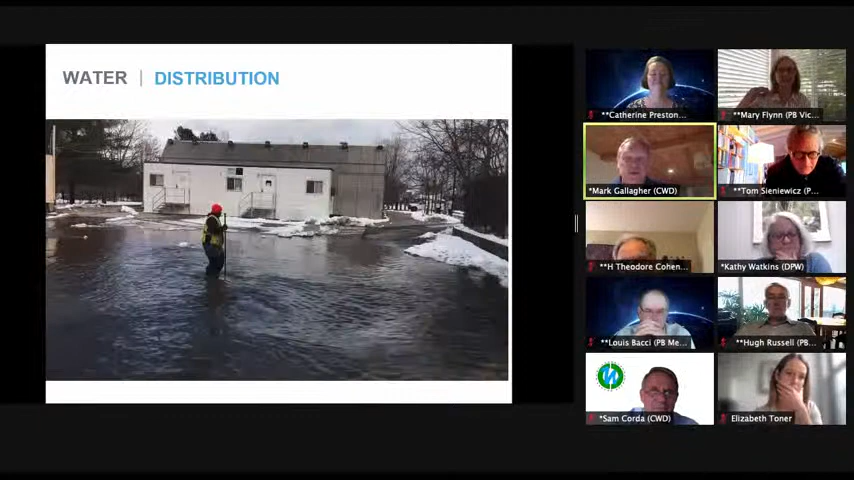 WATER | DISTRIBUTION
**Catherine Preston...
**Mary Flynn (PB Vic...
*Mark Gallagher (CWD)
**Tom Sieniewicz (P...
**H Theodore Cohen...
*Kathy Watkins (DPW)
**Louis Bacci (PB Me...
**Hugh Russell (PB...
*Sam Corda (CWD)
Elizabeth Toner